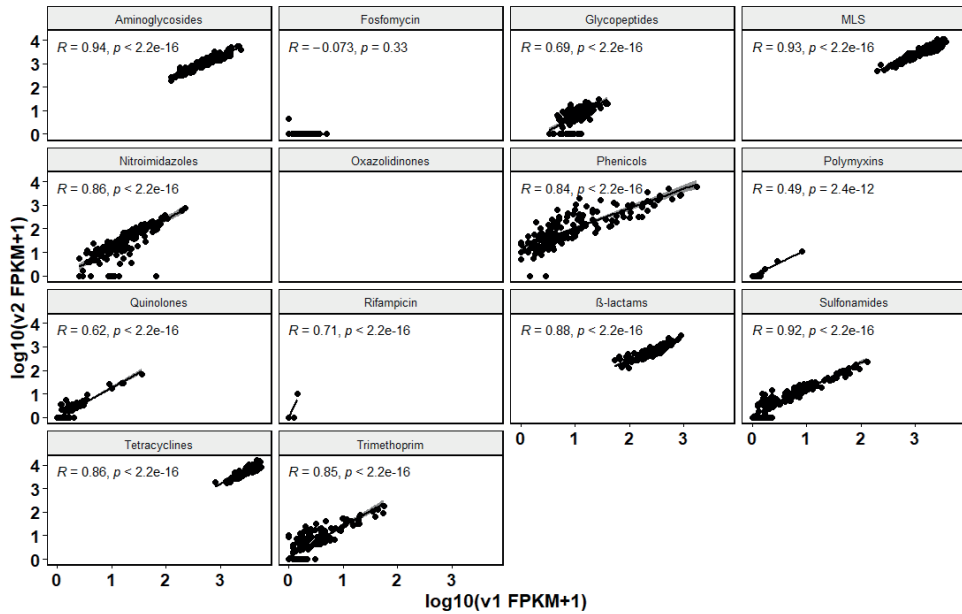 Aminoglycosides
Fosfomycin
Glycopeptides
MLS
R = 0.94, p < 2.2e-16
R = −0.073, p = 0.33
R = 0.69, p < 2.2e-16
R = 0.93, p < 2.2e-16
4
3
2
1
0
Nitroimidazoles
Oxazolidinones
Phenicols
Polymyxins
R = 0.86, p < 2.2e-16
R = 0.84, p < 2.2e-16
R = 0.49, p = 2.4e-12
4
3
2
1
0
Quinolones
Rifampicin
ß-lactams
Sulfonamides
R = 0.62, p < 2.2e-16
R = 0.71, p < 2.2e-16
R = 0.88, p < 2.2e-16
R = 0.92, p < 2.2e-16
4
3
2
1
0
0 1 2 3
0 1 2 3
Tetracyclines
Trimethoprim
R = 0.86, p < 2.2e-16
R = 0.85, p < 2.2e-16
4
3
2
1
0
0 1 2 3
0 1 2 3
log10(v2 FPKM+1)
log10(v1 FPKM+1)